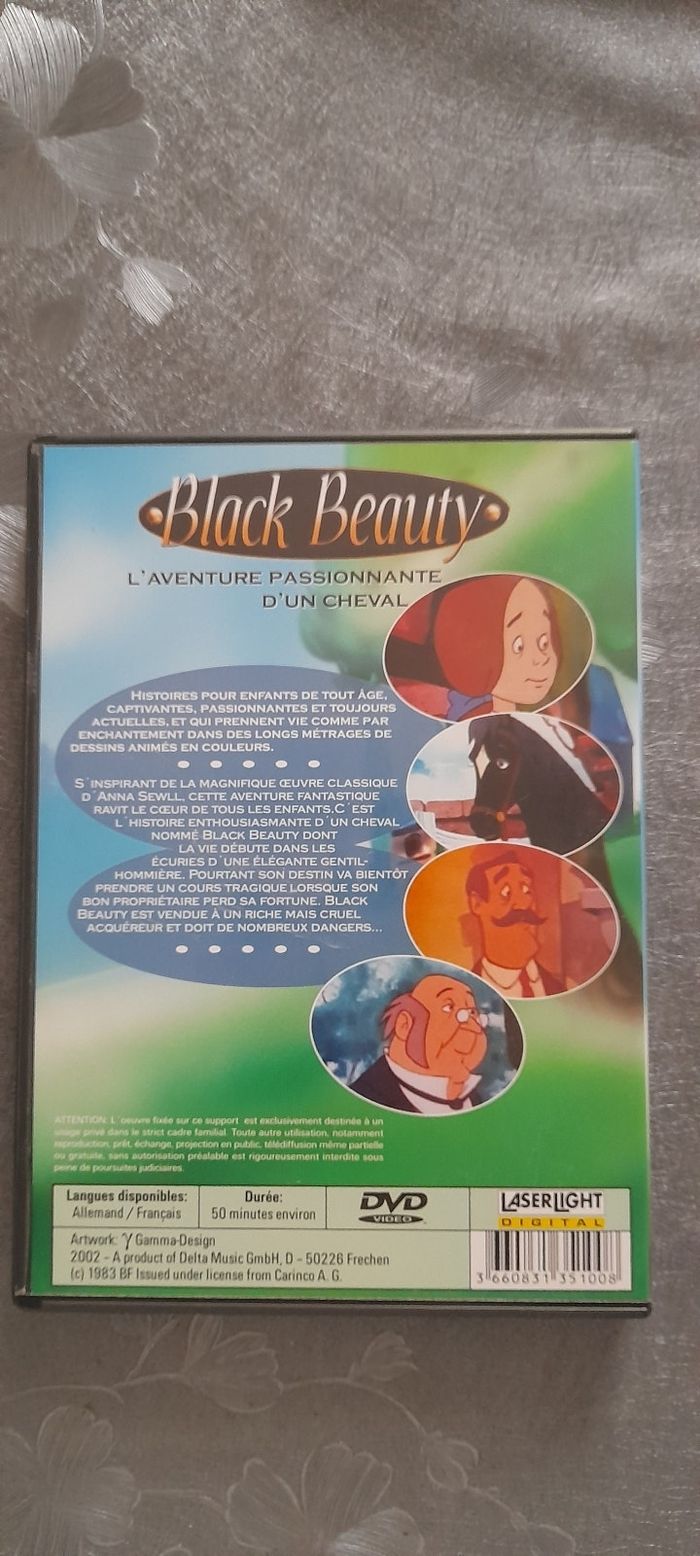 Black Beauty
L'AVENTURE PASSIONNANTE
D'UN CHEVAL
HISTOIRES POUR ENFANTS DE TOUT ÂGE,
CAPTIVANTES, PASSIONNANTES ET TOUJOURS
ACTUELLES, ET QUI PRENNENT VIE COMME PAR
ENCHANTEMENT DANS DES LONGS MÉTRAGES DE
DESSINS ANIMÉS EN COULEURS.
S´INSPIRANT DE LA MAGNIFIQUE ŒUVRE CLASSIQUE
D´ANNA SEWLL, CETTE AVENTURE FANTASTIQUE
RAVIT LE CŒUR DE TOUS LES ENFANTS.C´EST
L´HISTOIRE ENTHOUSIASMANTE D´UN CHEVAL
NOMMÉ BLACK BEAUTY DONT
LA VIE DÉBUTE DANS LES
ÉCURIES D´UNE ÉLÉGANTE GENTIL-
HOMMIÈRE. POURTANT SON DESTIN VA BIENTÔT
PRENDRE UN COURS TRAGIQUE LORSQUE SON
BON PROPRIÉTAIRE PERD SA FORTUNE. BLACK
BEAUTY EST VENDUE À UN RICHE MAIS CRUEL
ACQUÉREUR ET DOIT DE NOMBREUX DANGERS...
ATTENTION: L´oeuvre fixée sur ce support est exclusivement destinée à un
usage privé dans le strict cadre familial. Toute autre utilisation, notamment
reproduction, prêt, échange, projection en public, télédiffusion même partielle
ou gratuite, sans autorisation préalable est rigoureusement interdite sous
peine de poursuites judiciaires.
Langues disponibles:
Allemand / Français
Durée:
50 minutes environ
DVD
VIDEO
LASERLIGHT
DIGITAL
Artwork: γ Gamma-Design
2002 - A product of Delta Music GmbH, D - 50226 Frechen
(c) 1983 BF Issued under license from Carinco A. G.
3 660831 351008